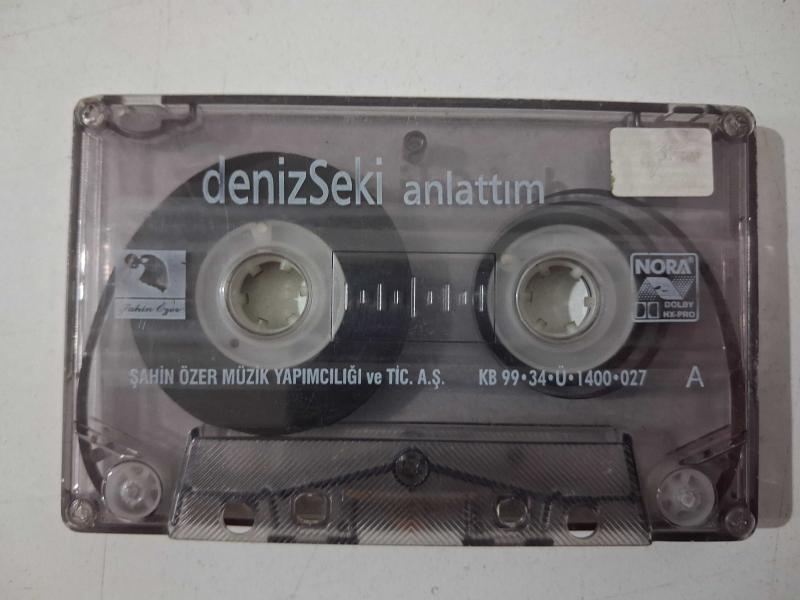 denizSeki anlattım
NORA®
DOLBY
HX-PRO
Şahin Özer
ŞAHİN ÖZER MÜZİK YAPIMCILIĞI ve TİC. A.Ş. KB 99•34•Ü•1400•027 A